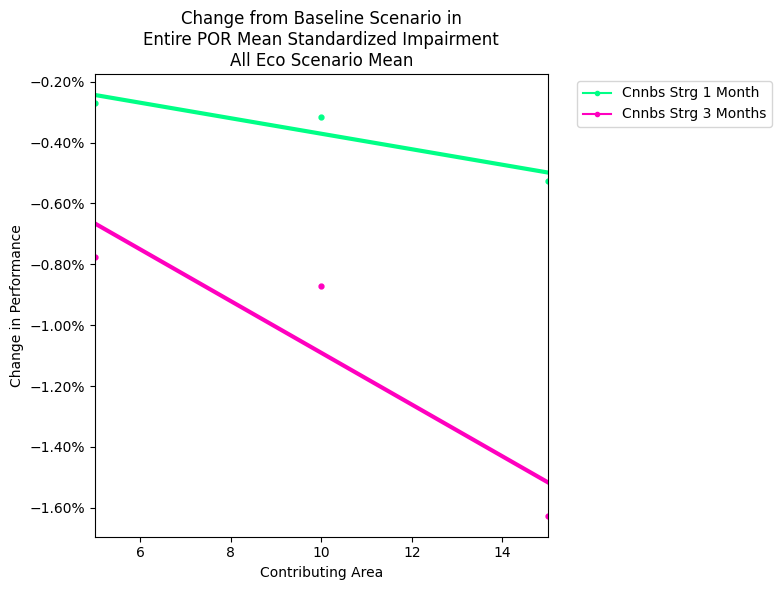 Change from Baseline Scenario in
Entire POR Mean Standardized Impairment
All Eco Scenario Mean
Cnnbs Strg 1 Month
Cnnbs Strg 3 Months
Change in Performance
−0.20%
−0.40%
−0.60%
−0.80%
−1.00%
−1.20%
−1.40%
−1.60%
6
8
10
12
14
Contributing Area